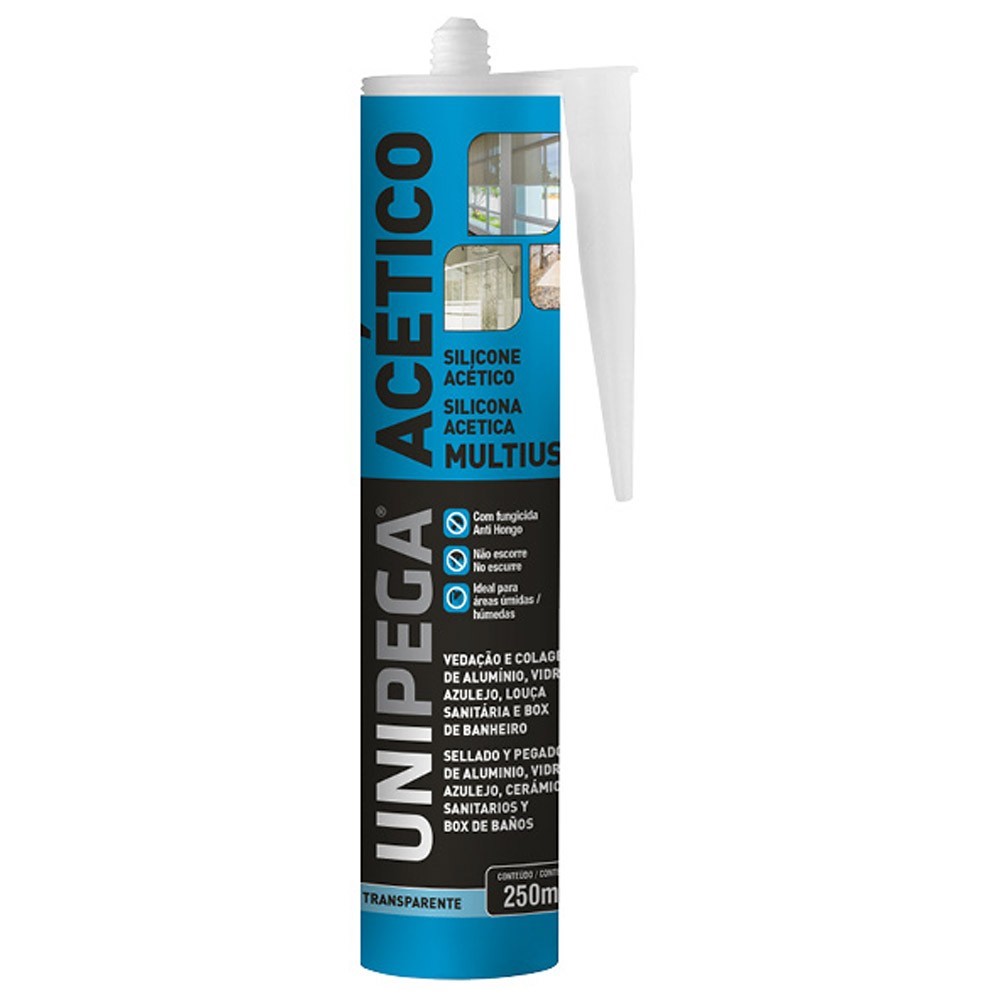 ACÉTICO
SILICONE
ACÉTICO
SILICONA
ACETICA
MULTIUS
UNIPEGA®
Com fungicida
Anti Hongo
Não escorre
No escurre
Ideal para
áreas úmidas /
húmedas
VEDAÇÃO E COLAGE
DE ALUMÍNIO, VIDR
AZULEJO, LOUÇA
SANITÁRIA E BOX
DE BANHEIRO
SELLADO Y PEGADO
DE ALUMINIO, VIDR
AZULEJO, CERÁMIC
SANITARIOS Y
BOX DE BAÑOS
CONTEÚDO / CONTE
250m
TRANSPARENTE